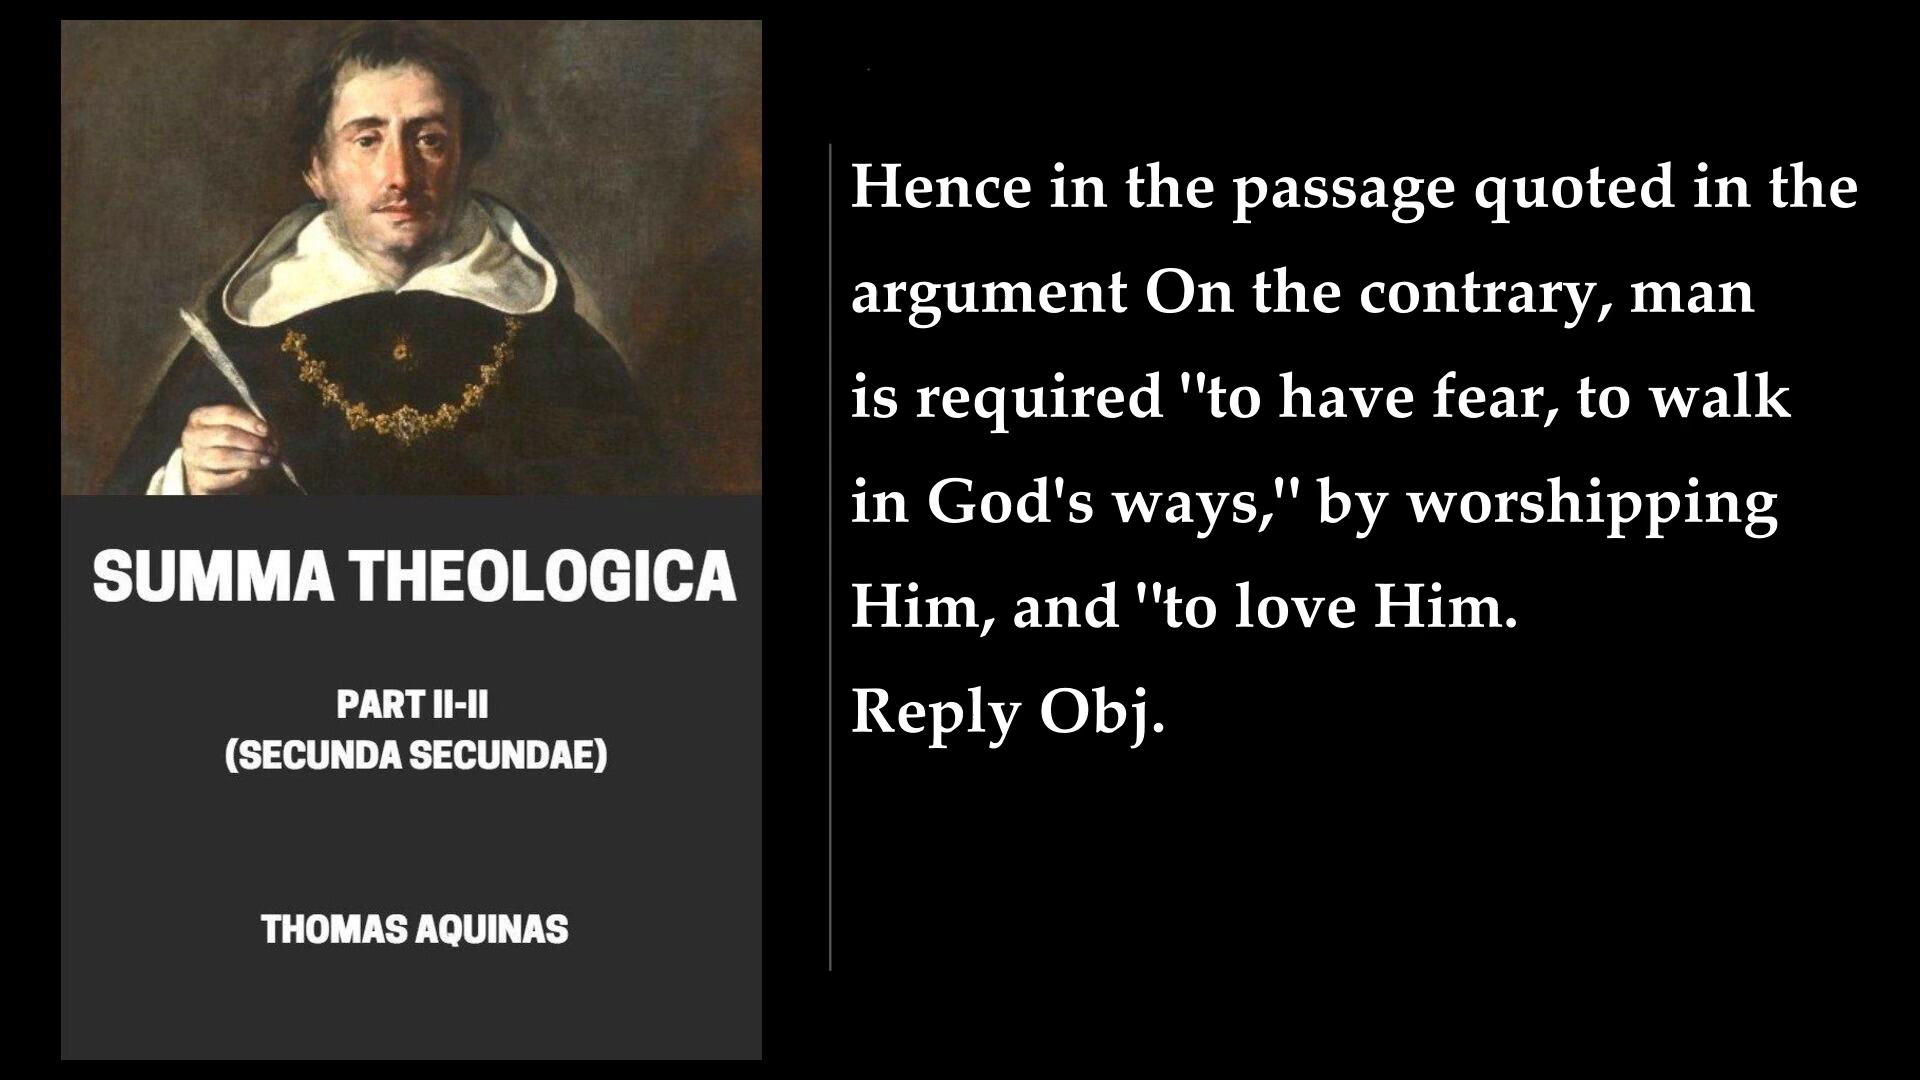 SUMMA THEOLOGICA
PART II-II
(SECUNDA SECUNDAE)
THOMAS AQUINAS
Hence in the passage quoted in the
argument On the contrary, man
is required "to have fear, to walk
in God's ways," by worshipping
Him, and "to love Him.
Reply Obj.